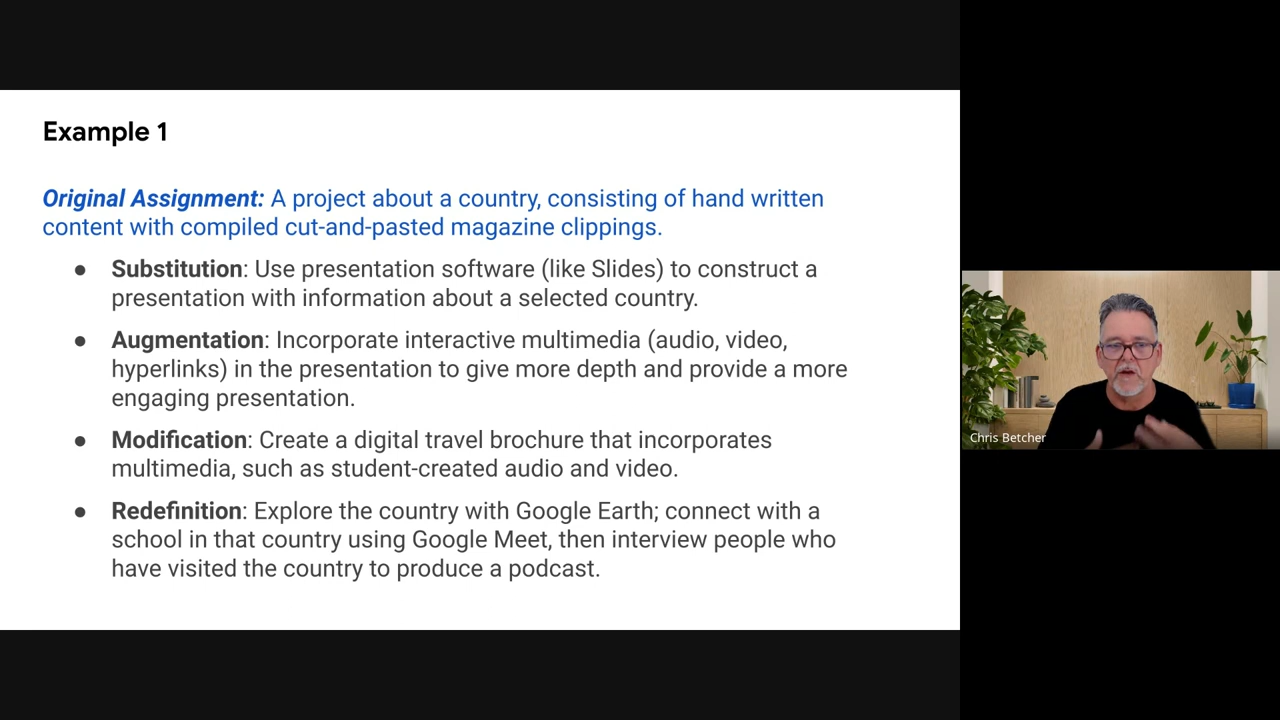 Example 1
Original Assignment: A project about a country, consisting of hand written
content with compiled cut-and-pasted magazine clippings.
● Substitution: Use presentation software (like Slides) to construct a
presentation with information about a selected country.
● Augmentation: Incorporate interactive multimedia (audio, video,
hyperlinks) in the presentation to give more depth and provide a more
engaging presentation.
● Modification: Create a digital travel brochure that incorporates
multimedia, such as student-created audio and video.
● Redefinition: Explore the country with Google Earth; connect with a
school in that country using Google Meet, then interview people who
have visited the country to produce a podcast.
Chris Betcher